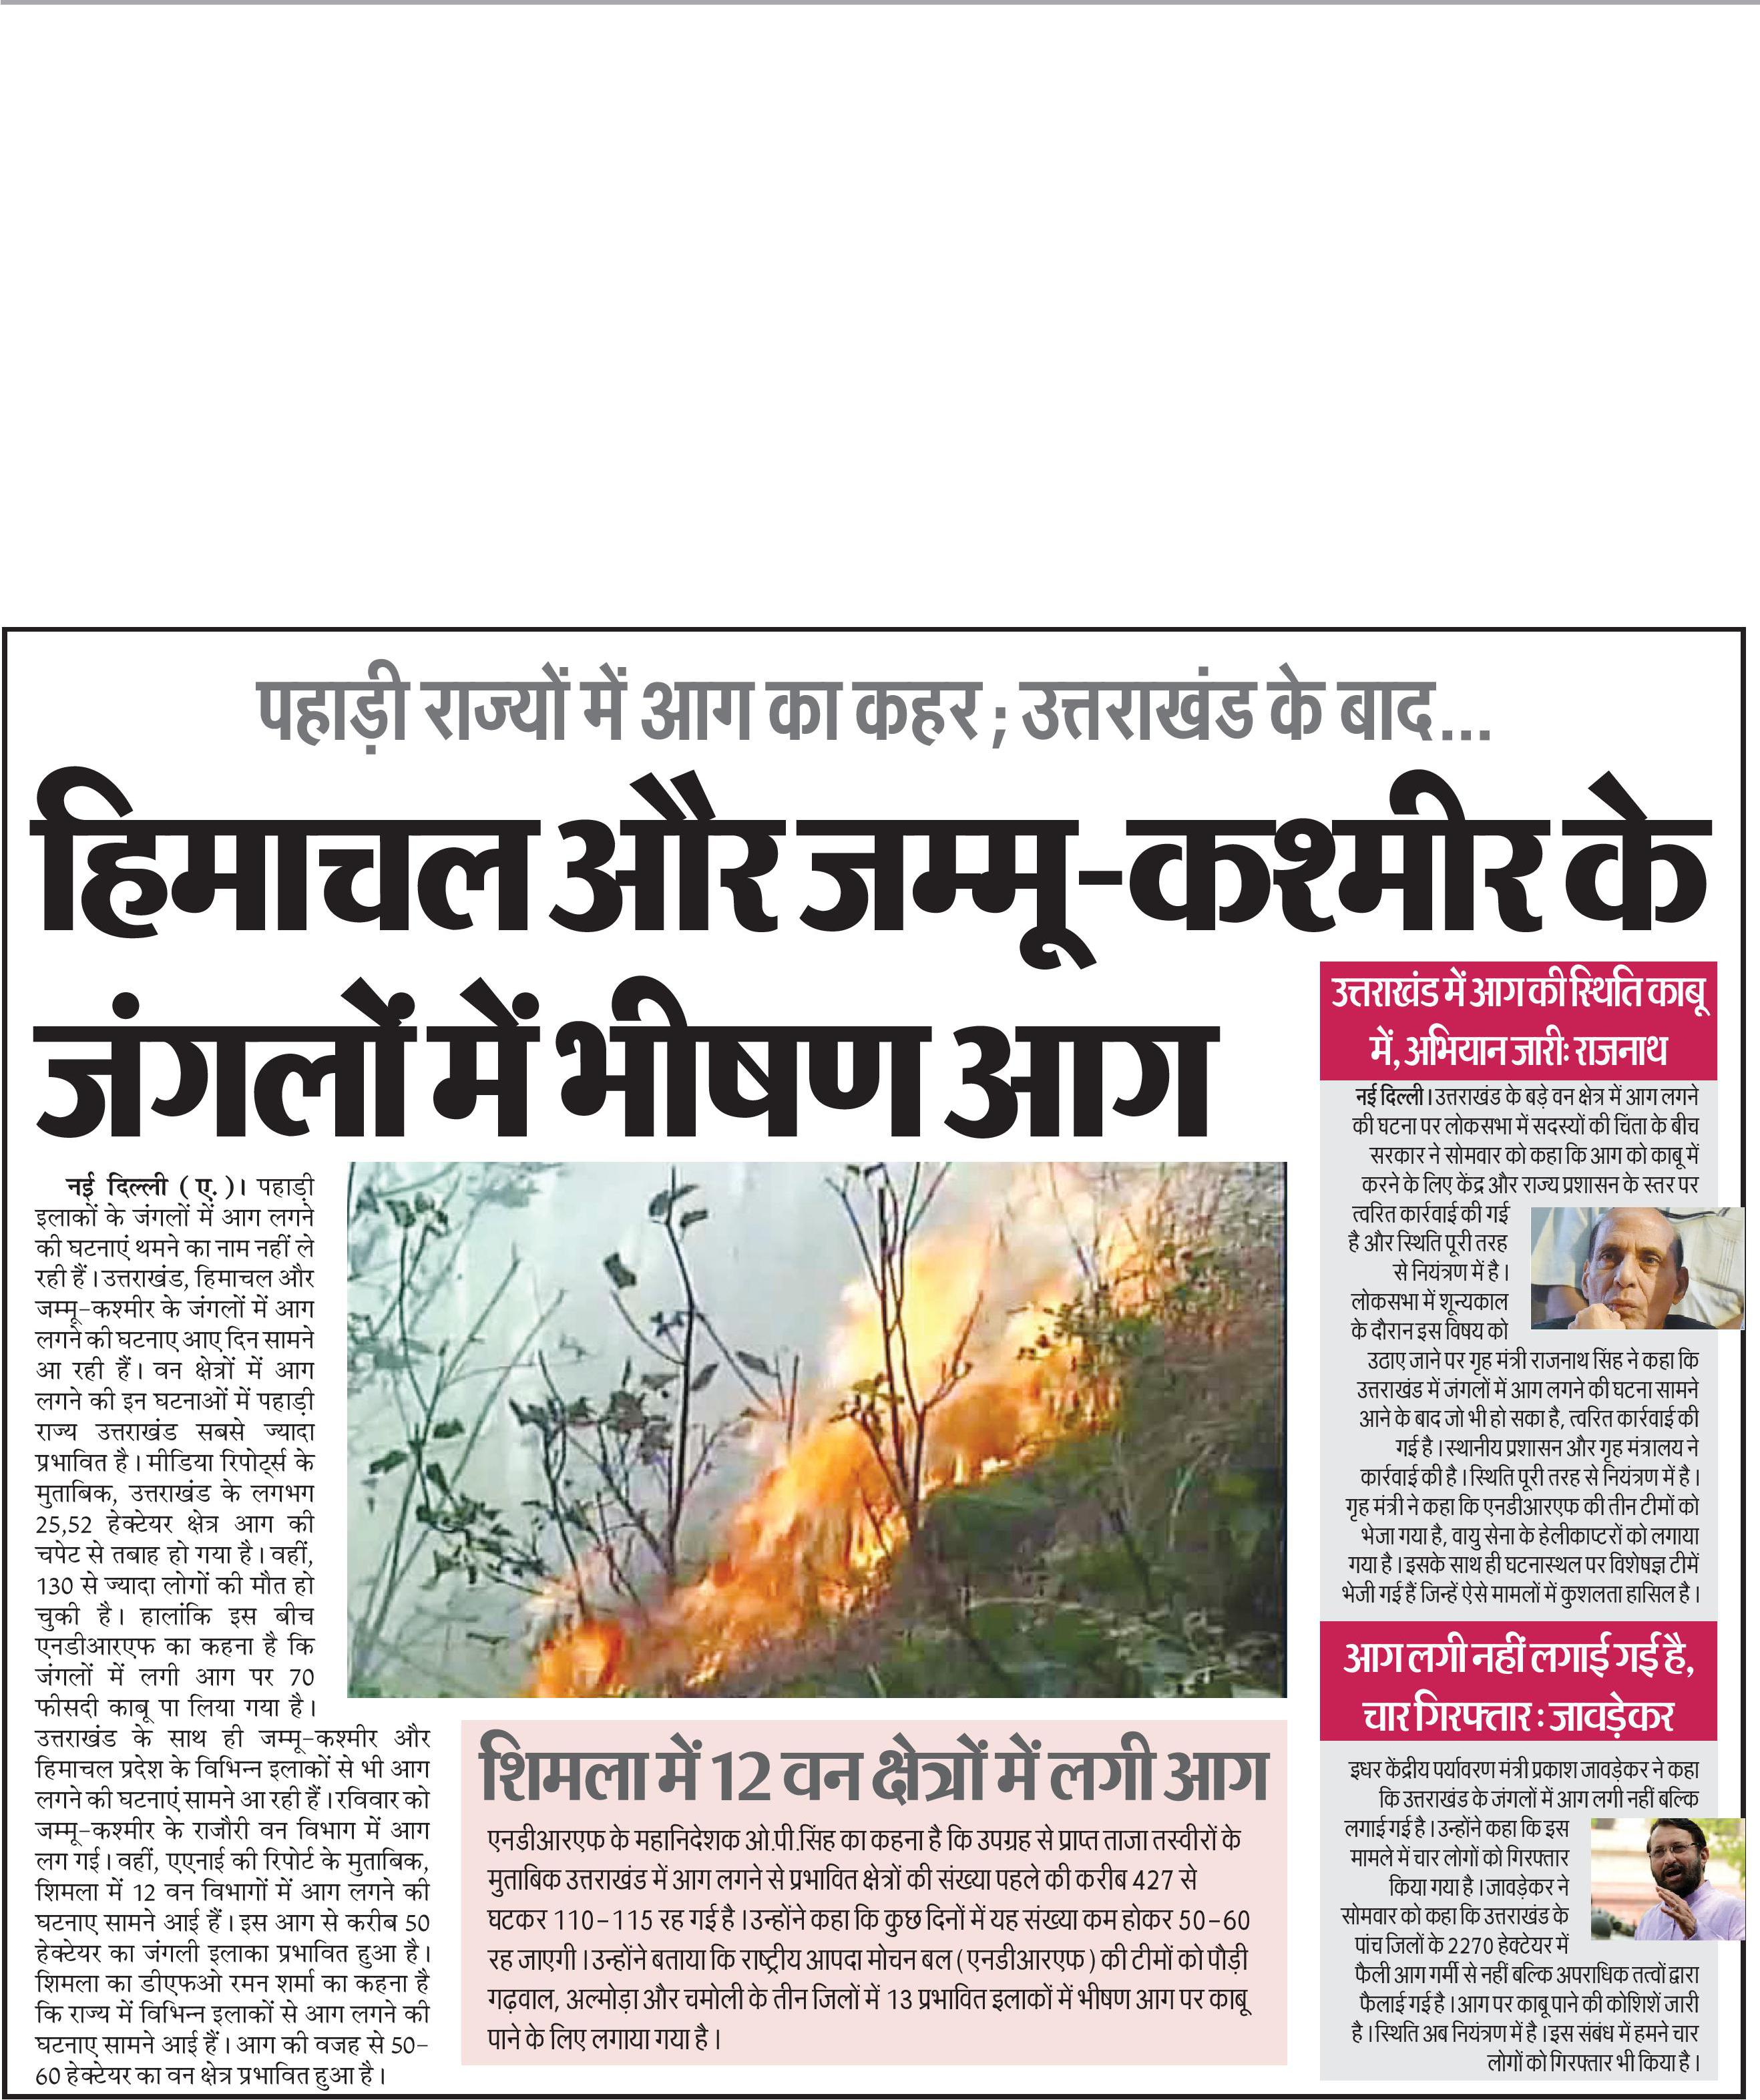 पहाड़ी राज्यों में आग का कहर ; उत्तराखंड के बाद...
हिमाचल और जम्मू-कश्मीर के
जंगलों में भीषण आग
नई दिल्ली (ए.)। पहाड़ी
इलाकों के जंगलों में आग लगने
की घटनाएं थमने का नाम नहीं ले
रही हैं। उत्तराखंड, हिमाचल और
जम्मू-कश्मीर के जंगलों में आग
लगने की घटनाए आए दिन सामने
आ रही हैं। वन क्षेत्रों में आग
लगने की इन घटनाओं में पहाड़ी
राज्य उत्तराखंड सबसे ज्यादा
प्रभावित है। मीडिया रिपोर्ट्स के
मुताबिक, उत्तराखंड के लगभग
25,52 हेक्टेयर क्षेत्र आग की
चपेट से तबाह हो गया है। वहीं,
130 से ज्यादा लोगों की मौत हो
चुकी है। हालांकि इस बीच
एनडीआरएफ का कहना है कि
जंगलों में लगी आग पर 70
फीसदी काबू पा लिया गया है।
उत्तराखंड के साथ ही जम्मू-कश्मीर और
हिमाचल प्रदेश के विभिन्न इलाकों से भी आग
लगने की घटनाएं सामने आ रही हैं। रविवार को
जम्मू-कश्मीर के राजौरी वन विभाग में आग
लग गई। वहीं, एएनाई की रिपोर्ट के मुताबिक,
शिमला में 12 वन विभागों में आग लगने की
घटनाए सामने आई हैं। इस आग से करीब 50
हेक्टेयर का जंगली इलाका प्रभावित हुआ है।
शिमला का डीएफओ रमन शर्मा का कहना है
कि राज्य में विभिन्न इलाकों से आग लगने की
घटनाए सामने आई हैं। आग की वजह से 50-
60 हेक्टेयर का वन क्षेत्र प्रभावित हुआ है।
शिमला में 12 वन क्षेत्रों में लगी आग
एनडीआरएफ के महानिदेशक ओ.पी.सिंह का कहना है कि उपग्रह से प्राप्त ताजा तस्वीरों के
मुताबिक उत्तराखंड में आग लगने से प्रभावित क्षेत्रों की संख्या पहले की करीब 427 से
घटकर 110-115 रह गई है। उन्होंने कहा कि कुछ दिनों में यह संख्या कम होकर 50-60
रह जाएगी। उन्होंने बताया कि राष्ट्रीय आपदा मोचन बल (एनडीआरएफ) की टीमों को पौड़ी
गढ़वाल, अल्मोड़ा और चमोली के तीन जिलों में 13 प्रभावित इलाकों में भीषण आग पर काबू
पाने के लिए लगाया गया है।
उत्तराखंड में आग की स्थिति काबू
में, अभियान जारीः राजनाथ
नई दिल्ली। उत्तराखंड के बड़े वन क्षेत्र में आग लगने
की घटना पर लोकसभा में सदस्यों की चिंता के बीच
सरकार ने सोमवार को कहा कि आग को काबू में
करने के लिए केंद्र और राज्य प्रशासन के स्तर पर
त्वरित कार्रवाई की गई
है और स्थिति पूरी तरह
से नियंत्रण में है।
लोकसभा में शून्यकाल
के दौरान इस विषय को
उठाए जाने पर गृह मंत्री राजनाथ सिंह ने कहा कि
उत्तराखंड में जंगलों में आग लगने की घटना सामने
आने के बाद जो भी हो सका है, त्वरित कार्रवाई की
गई है। स्थानीय प्रशासन और गृह मंत्रालय ने
कार्रवाई की है। स्थिति पूरी तरह से नियंत्रण में है।
गृह मंत्री ने कहा कि एनडीआरएफ की तीन टीमों को
भेजा गया है, वायु सेना के हेलीकाप्टरों को लगाया
गया है। इसके साथ ही घटनास्थल पर विशेषज्ञ टीमें
भेजी गई हैं जिन्हें ऐसे मामलों में कुशलता हासिल है।
आग लगी नहीं लगाई गई है,
चार गिरफ्तार : जावड़ेकर
इधर केंद्रीय पर्यावरण मंत्री प्रकाश जावड़ेकर ने कहा
कि उत्तराखंड के जंगलों में आग लगी नहीं बल्कि
लगाई गई है। उन्होंने कहा कि इस
मामले में चार लोगों को गिरफ्तार
किया गया है। जावड़ेकर ने
सोमवार को कहा कि उत्तराखंड के
पांच जिलों के 2270 हेक्टेयर में
फैली आग गर्मी से नहीं बल्कि अपराधिक तत्वों द्वारा
फैलाई गई है। आग पर काबू पाने की कोशिशें जारी
है। स्थिति अब नियंत्रण में है। इस संबंध में हमने चार
लोगों को गिरफ्तार भी किया है।